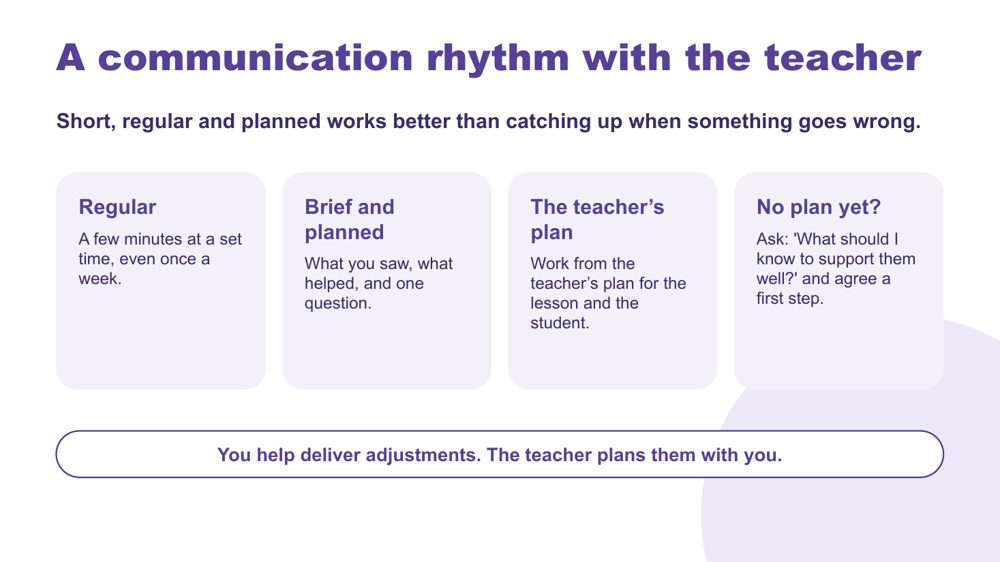 A communication rhythm with the teacher
Short, regular and planned works better than catching up when something goes wrong.
Regular
A few minutes at a set
time, even once a
week.
Brief and
planned
What you saw, what
helped, and one
question.
The teacher’s
plan
Work from the
teacher’s plan for the
lesson and the
student.
No plan yet?
Ask: 'What should I
know to support them
well?' and agree a
first step.
You help deliver adjustments. The teacher plans them with you.